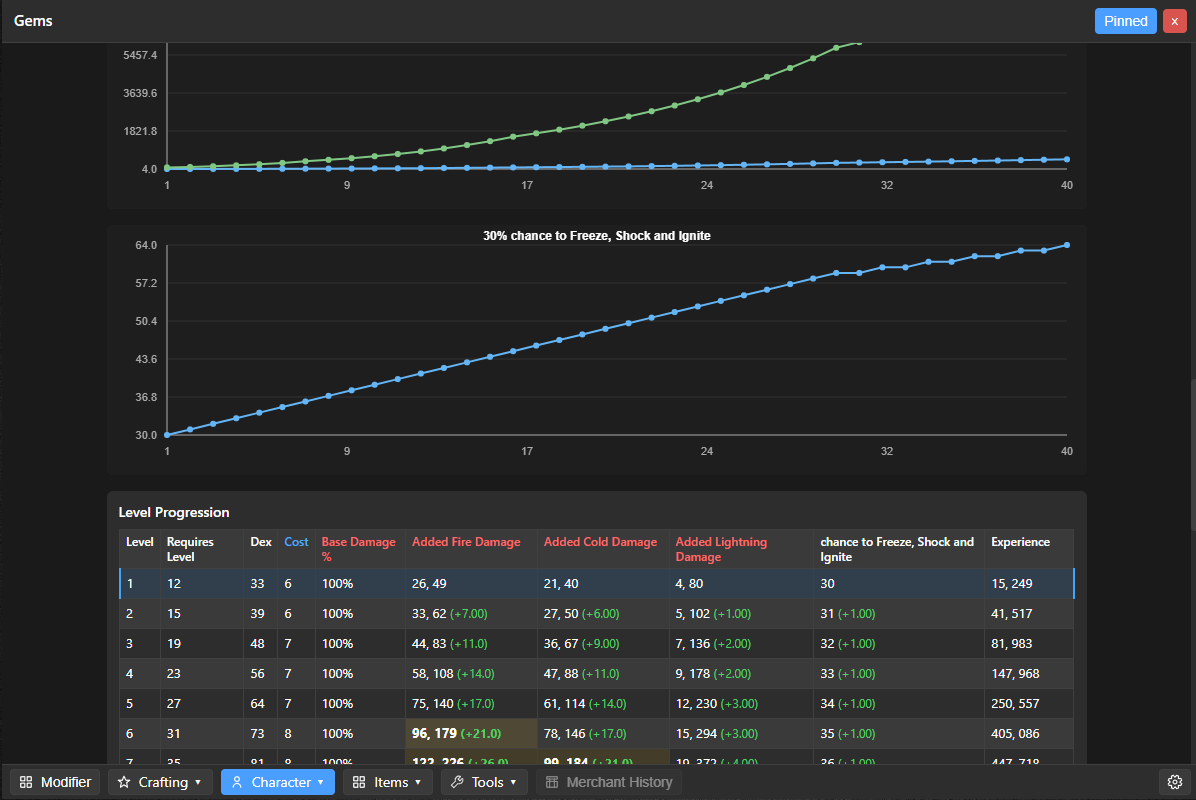 Gems
Pinned
×
5457.4
3639.6
1821.8
4.0
1 9 17 24 32 40
30% chance to Freeze, Shock and Ignite
64.0
57.2
50.4
43.6
36.8
30.0
1 9 17 24 32 40
Level Progression
Level Requires Level Dex Cost Base Damage % Added Fire Damage Added Cold Damage Added Lightning Damage chance to Freeze, Shock and Ignite Experience
1 12 33 6 100% 26, 49 21, 40 4, 80 30 15, 249
2 15 39 6 100% 33, 62 (+7.00) 27, 50 (+6.00) 5, 102 (+1.00) 31 (+1.00) 41, 517
3 19 48 7 100% 44, 83 (+11.0) 36, 67 (+9.00) 7, 136 (+2.00) 32 (+1.00) 81, 983
4 23 56 7 100% 58, 108 (+14.0) 47, 88 (+11.0) 9, 178 (+2.00) 33 (+1.00) 147, 968
5 27 64 7 100% 75, 140 (+17.0) 61, 114 (+14.0) 12, 230 (+3.00) 34 (+1.00) 250, 557
6 31 73 8 100% 96, 179 (+21.0) 78, 146 (+17.0) 15, 294 (+3.00) 35 (+1.00) 405, 086
7 35 81 8 100% 122, 226 (+26.0) 99, 184 (+21.0) 19, 372 (+4.00) 36 (+1.00) 447, 718
Modifier
Crafting
Character
Items
Tools
Merchant History